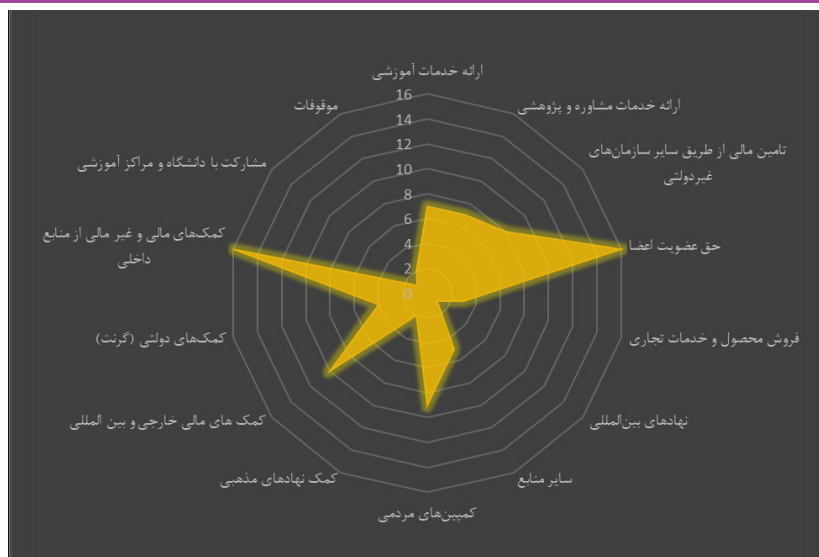 ارائه خدمات آموزشی
ارائه خدمات مشاوره و پژوهشی
تامین مالی از طریق سایر سازمان‌های
غیردولتی
حق عضویت اعضا
فروش محصول و خدمات تجاری
نهادهای بین‌المللی
سایر منابع
کمپین‌های مردمی
کمک نهادهای مذهبی
کمک های مالی خارجی و بین المللی
کمک‌های دولتی (گرنت)
کمک‌های مالی و غیر مالی از منابع
داخلی
مشارکت با دانشگاه و مراکز آموزشی
موقوفات
16
14
12
10
8
6
4
2
0